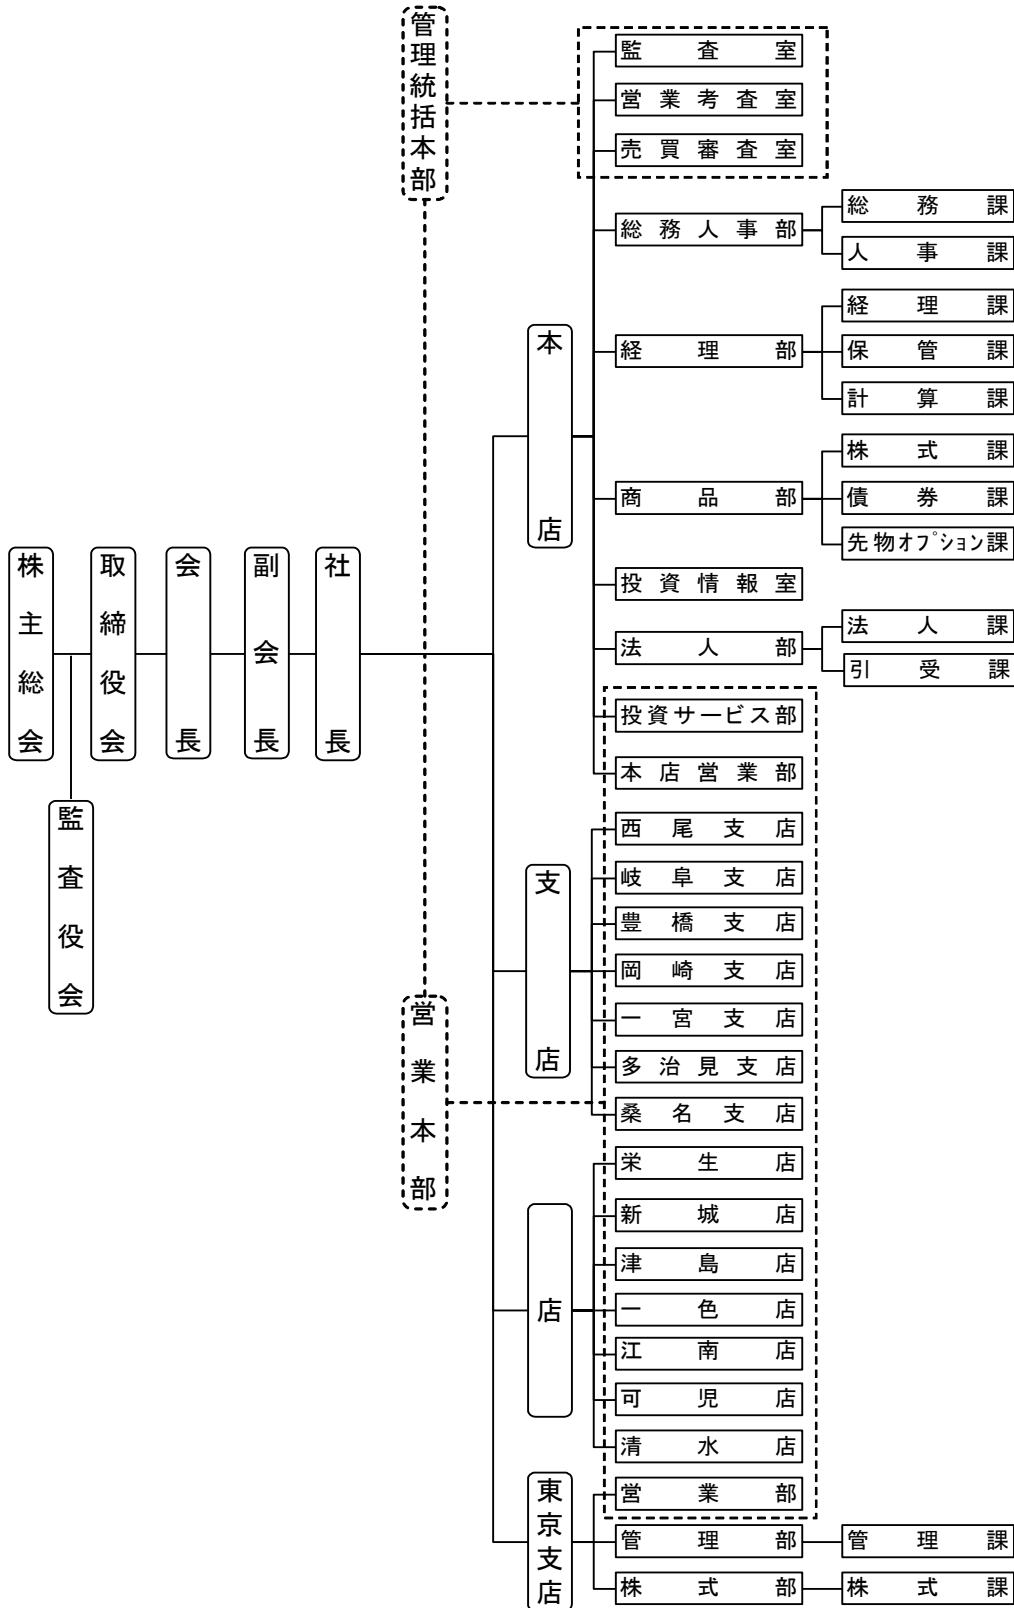 株主総会
監査役会
取締役会
会長
副会長
社長
管理統括本部
営業本部
本店
監査室
営業考査室
売買審査室
総務人事部
総務課
人事課
経理部
経理課
保管課
計算課
商品部
株式課
債券課
先物オプション課
投資情報室
法人部
法人課
引受課
投資サービス部
本店営業部
支店
西尾支店
岐阜支店
豊橋支店
岡崎支店
一宮支店
多治見支店
桑名支店
店
栄生店
新城店
津島店
一色店
江南店
可児店
清水店
東京支店
営業部
管理部
管理課
株式部
株式課